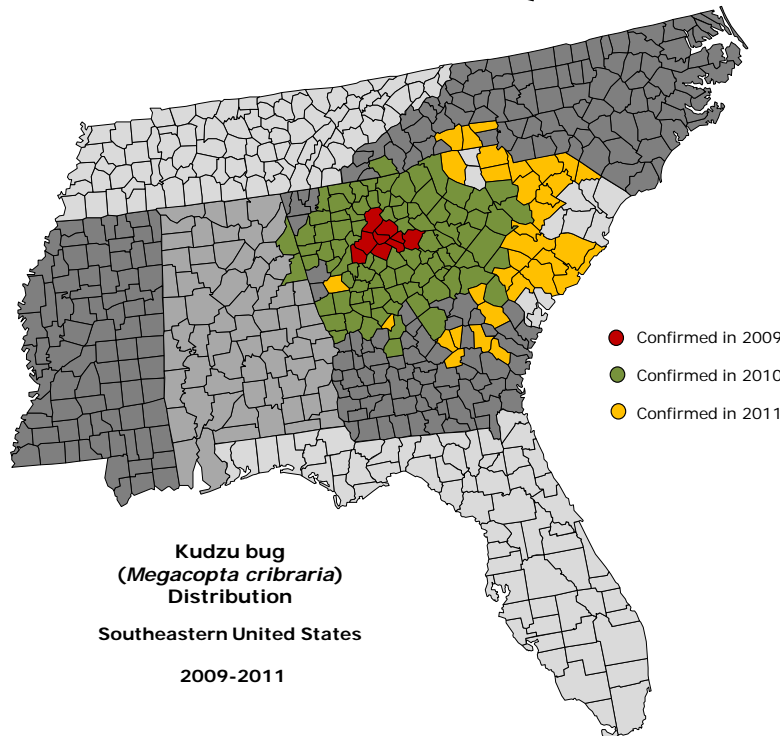 Confirmed in 2009
Confirmed in 2010
Confirmed in 2011
Kudzu bug
(Megacopta cribraria)
Distribution
Southeastern United States
2009-2011